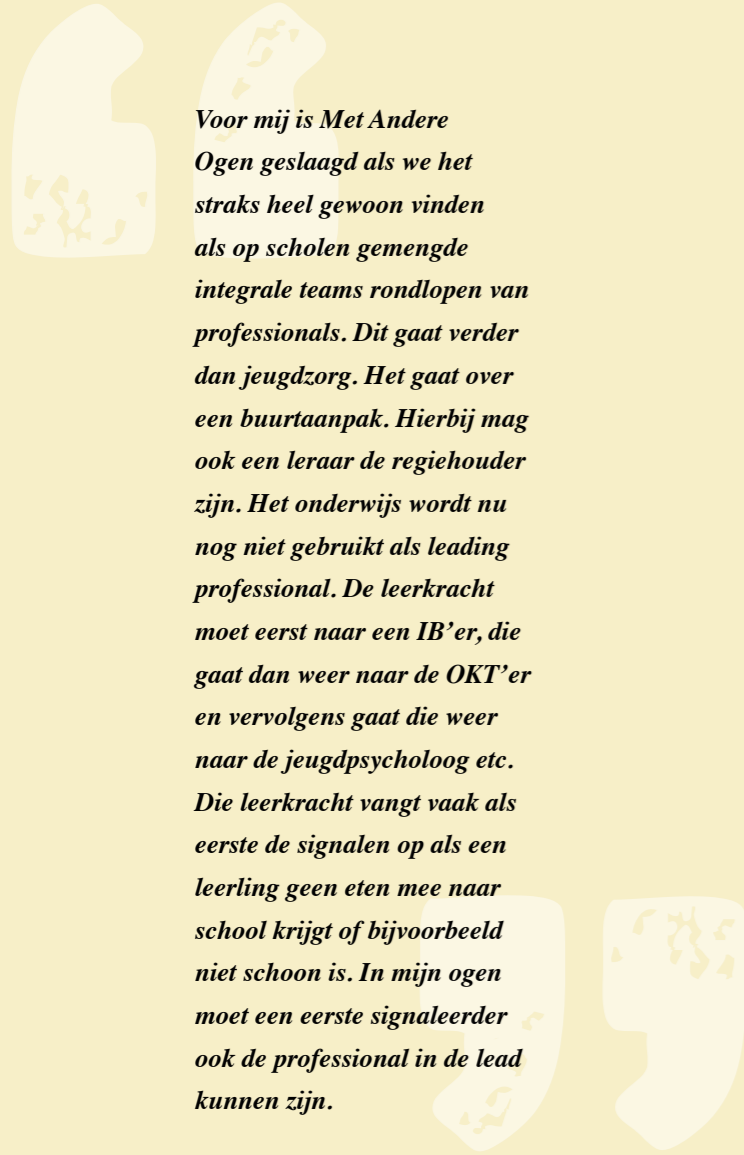 Voor mij is Met Andere
Ogen geslaagd als we het
straks heel gewoon vinden
als op scholen gemengde
integrale teams rondlopen van
professionals. Dit gaat verder
dan jeugdzorg. Het gaat over
een buurtaanpak. Hierbij mag
ook een leraar de regiehouder
zijn. Het onderwijs wordt nu
nog niet gebruikt als leading
professional. De leerkracht
moet eerst naar een IB’er, die
gaat dan weer naar de OKT’er
en vervolgens gaat die weer
naar de jeugdpsycholoog etc.
Die leerkracht vangt vaak als
eerste de signalen op als een
leerling geen eten mee naar
school krijgt of bijvoorbeeld
niet schoon is. In mijn ogen
moet een eerste signaleerder
ook de professional in de lead
kunnen zijn.